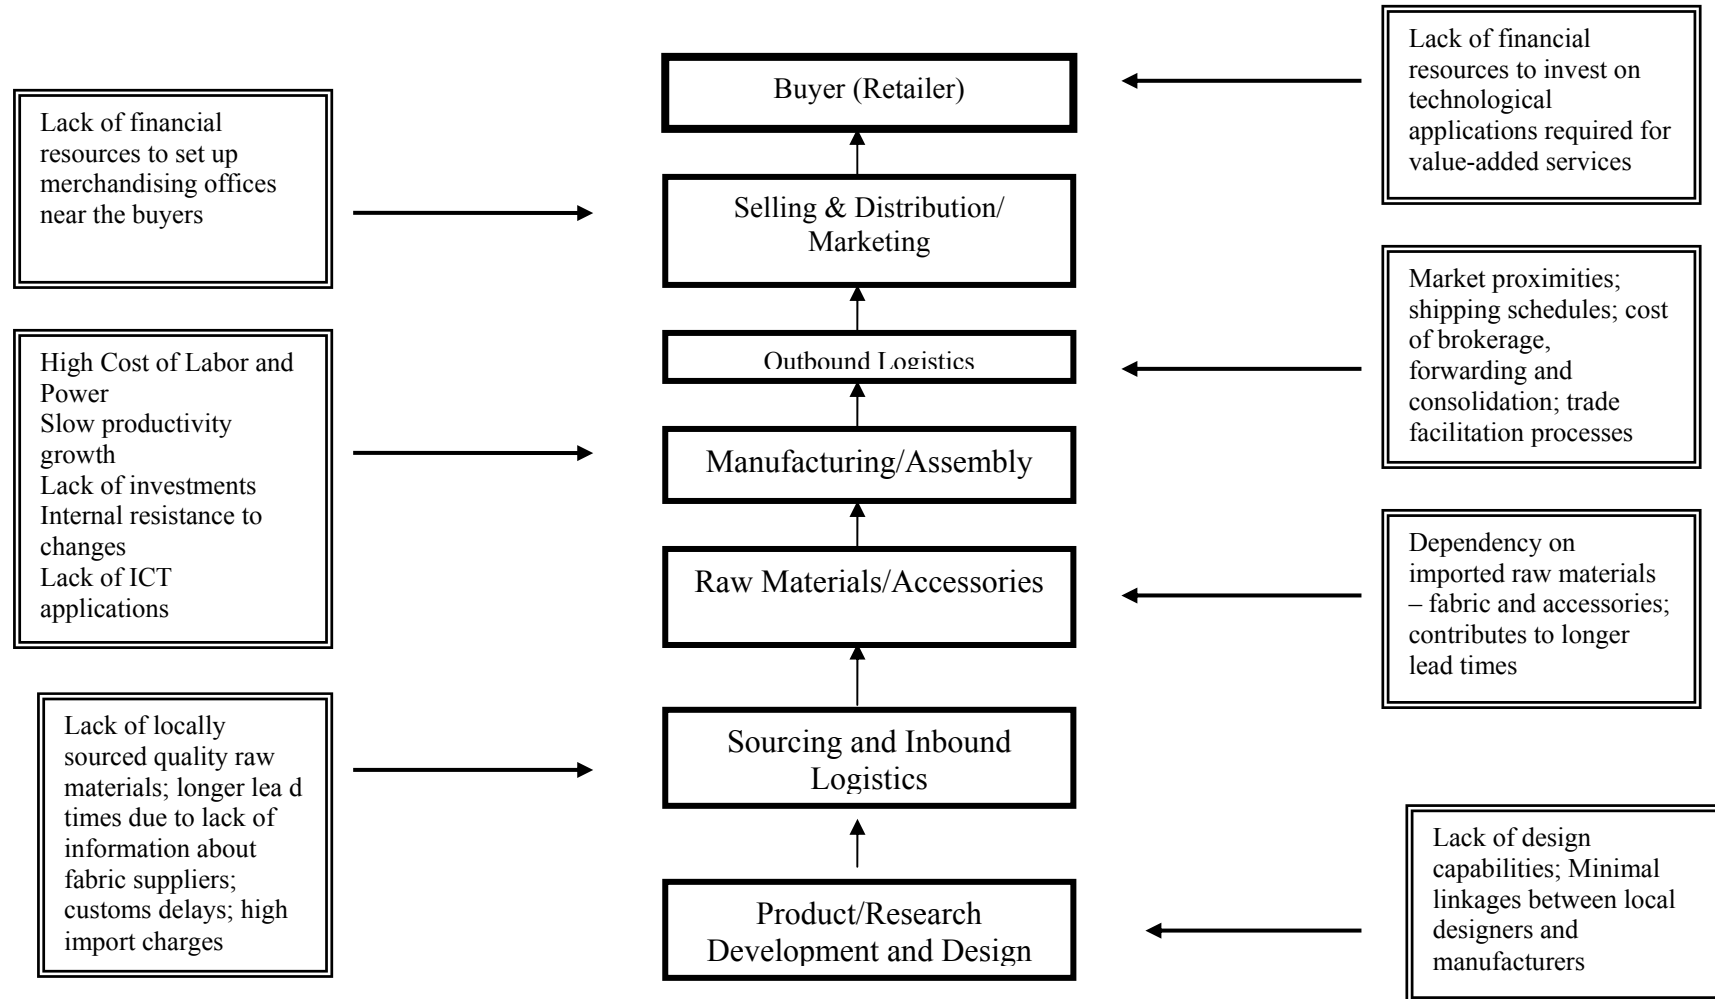 Lack of financial
resources to set up
merchandising offices
near the buyers
High Cost of Labor and
Power
Slow productivity
growth
Lack of investments
Internal resistance to
changes
Lack of ICT
applications
Lack of locally
sourced quality raw
materials; longer lea d
times due to lack of
information about
fabric suppliers;
customs delays; high
import charges
Buyer (Retailer)
Selling & Distribution/
Marketing
Outbound Logistics
Manufacturing/Assembly
Raw Materials/Accessories
Sourcing and Inbound
Logistics
Product/Research
Development and Design
Lack of financial
resources to invest on
technological
applications required for
value-added services
Market proximities;
shipping schedules; cost
of brokerage,
forwarding and
consolidation; trade
facilitation processes
Dependency on
imported raw materials
– fabric and accessories;
contributes to longer
lead times
Lack of design
capabilities; Minimal
linkages between local
designers and
manufacturers